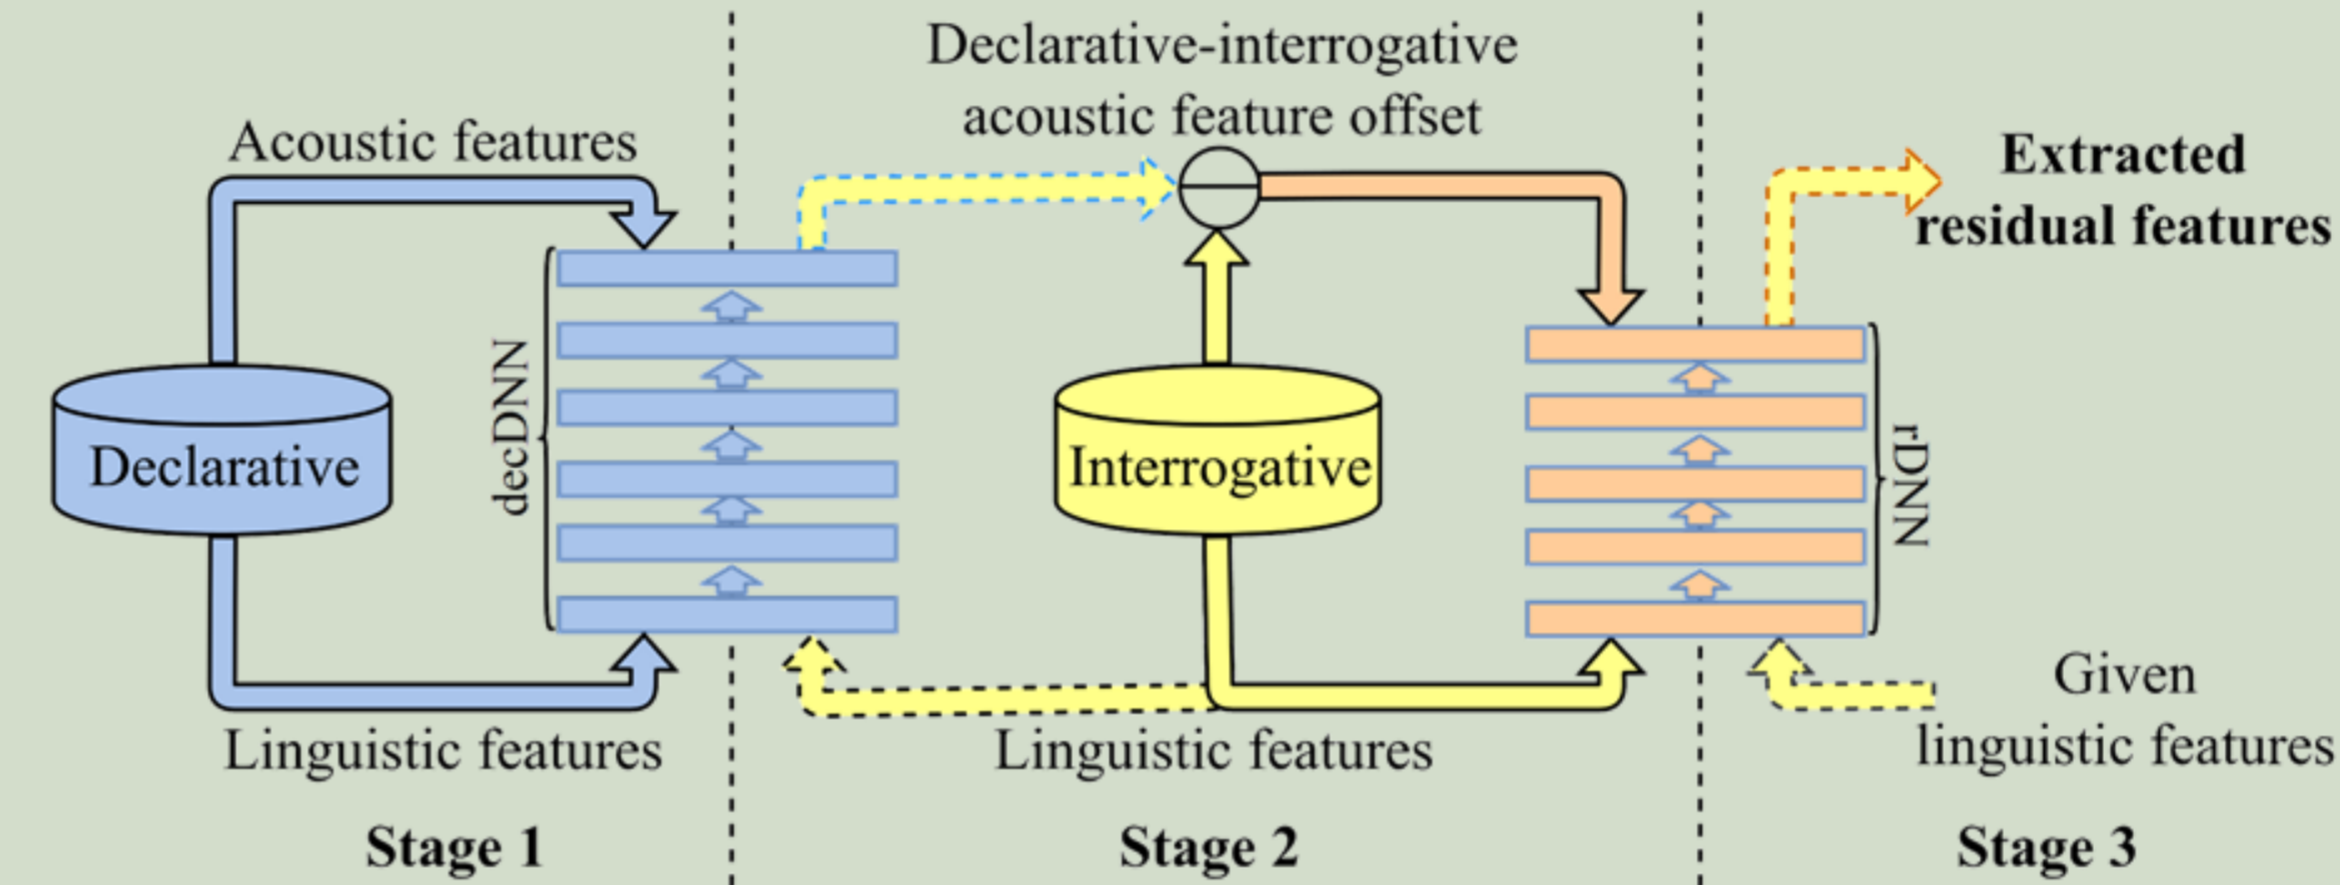 Declarative-interrogative
acoustic feature offset
Acoustic features
Extracted
residual features
decDNN
rDNN
Declarative
Interrogative
Given
linguistic features
Linguistic features
Linguistic features
Stage 1
Stage 2
Stage 3